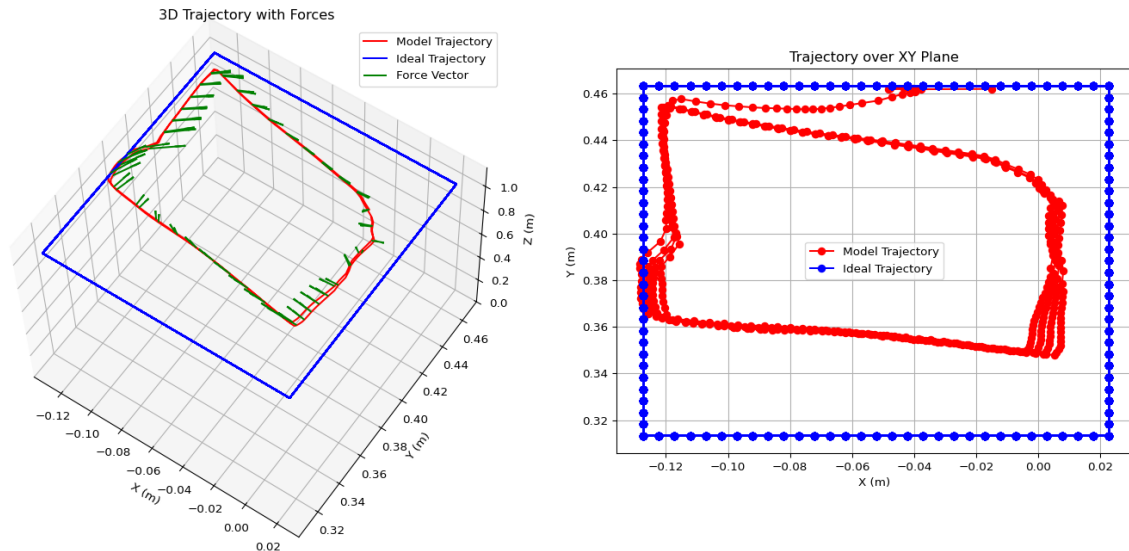 3D Trajectory with Forces
Model Trajectory
Ideal Trajectory
Force Vector
1.0
0.8
0.6
0.4
0.2
0.0
Z (m)
0.46
0.44
0.42
0.40
0.38
0.36
0.34
0.32
Y (m)
−0.12
−0.10
−0.08
−0.06
−0.04
−0.02
0.00
0.02
X (m)
Trajectory over XY Plane
0.46
0.44
0.42
0.40
0.38
0.36
0.34
0.32
Y (m)
Model Trajectory
Ideal Trajectory
−0.12 −0.10 −0.08 −0.06 −0.04 −0.02 0.00 0.02
X (m)